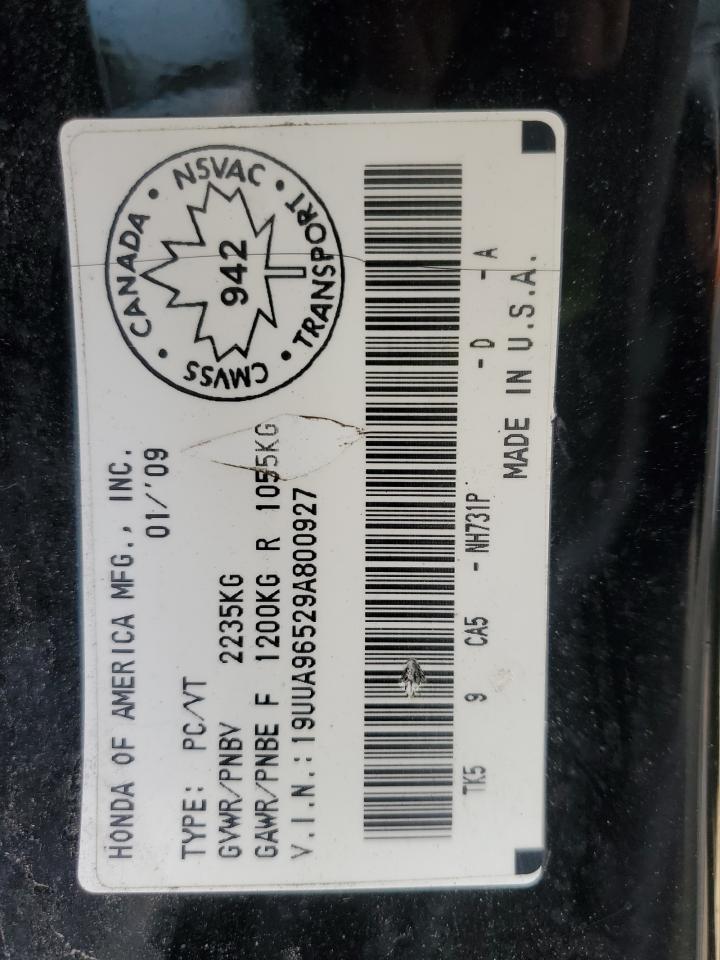 HONDA OF AMERICA MFG., INC.
01/'09
TYPE: PC/VT
GVWR/PNBV 2235KG
GAWR/PNBE F 1200KG R 1055KG
V.I.N.: 19UUA96529A800927
CANADA • NSVAC • TRANSPORT • CMVSS •
942
TK5 9 CA5 - NH731P - D - A
MADE IN U.S.A.